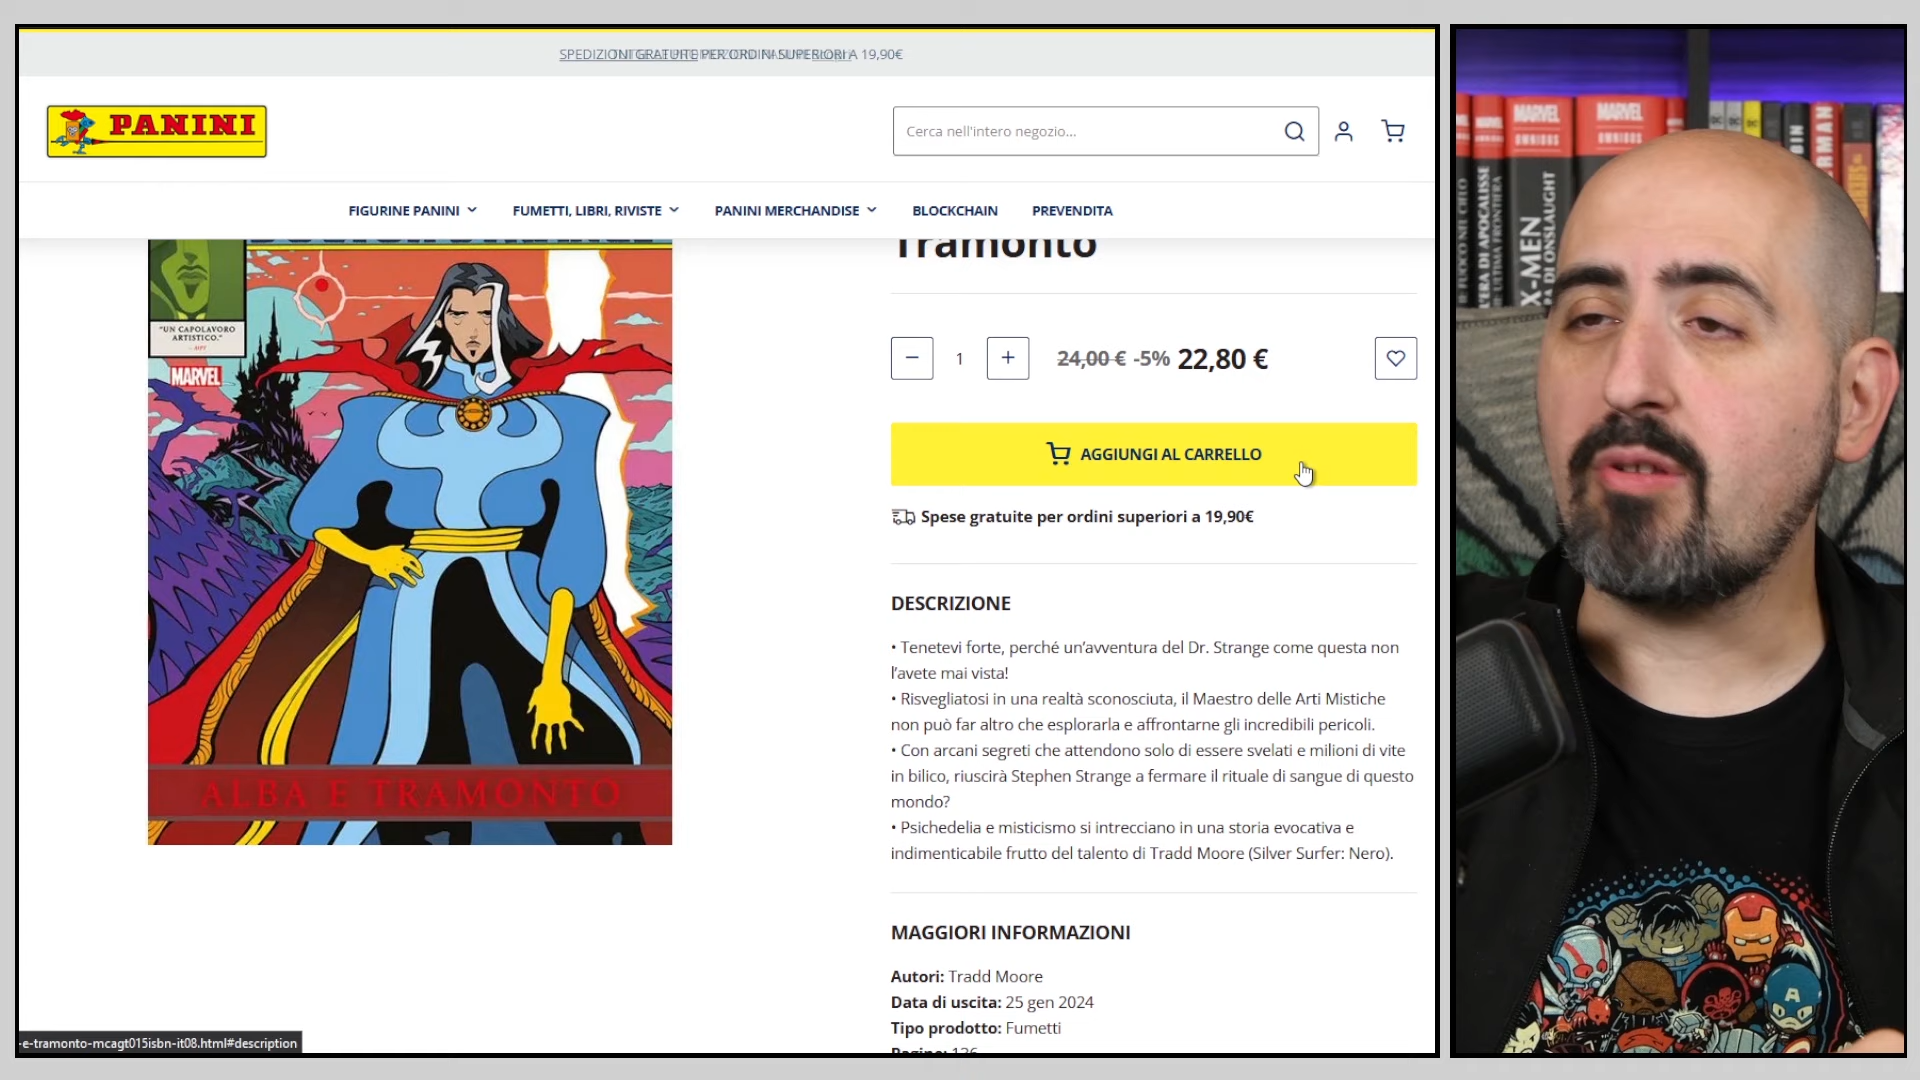 PANINI
Cerca nell'intero negozio...
FIGURINE PANINI
FUMETTI, LIBRI, RIVISTE
PANINI MERCHANDISE
BLOCKCHAIN
PREVENDITA
Tramonto
"UN CAPOLAVORO
ARTISTICO."
MARVEL
ALBA E TRAMONTO
1
24,00 € -5% 22,80 €
AGGIUNGI AL CARRELLO
Spese gratuite per ordini superiori a 19,90€
DESCRIZIONE
• Tenetevi forte, perché un'avventura del Dr. Strange come questa non
l'avete mai vista!
• Risvegliatosi in una realtà sconosciuta, il Maestro delle Arti Mistiche
non può far altro che esplorarla e affrontarne gli incredibili pericoli.
• Con arcani segreti che attendono solo di essere svelati e milioni di vite
in bilico, riuscirà Stephen Strange a fermare il rituale di sangue di questo
mondo?
• Psichedelia e misticismo si intrecciano in una storia evocativa e
indimenticabile frutto del talento di Tradd Moore (Silver Surfer: Nero).
MAGGIORI INFORMAZIONI
Autori: Tradd Moore
Data di uscita: 25 gen 2024
Tipo prodotto: Fumetti
Pagine: 136
-e-tramonto-mcagt015isbn-it08.html#description
MARVEL
OMNIBUS
MARVEL
OMNIBUS
X-MEN
A